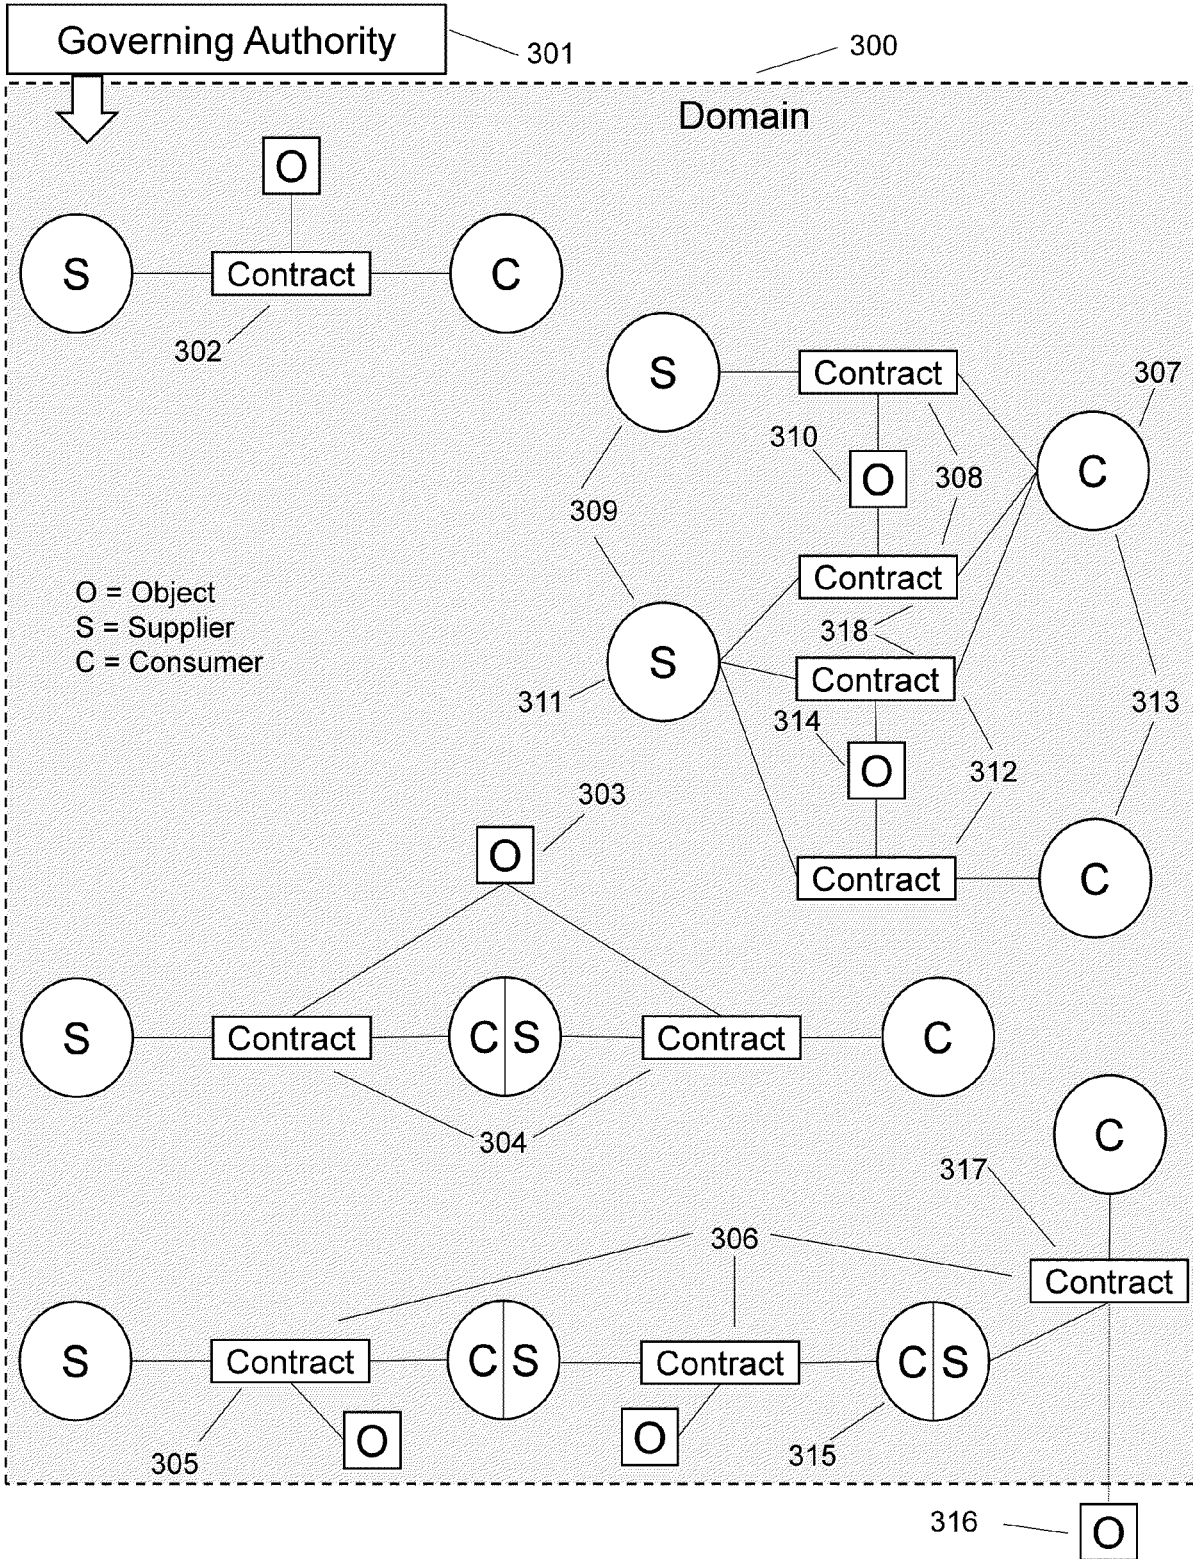 Governing Authority
301
300
Domain
O
S
Contract
C
302
S
Contract
307
310
O
308
C
309
O = Object
S = Supplier
C = Consumer
Contract
318
S
Contract
311
314
313
O
312
303
O
Contract
C
S
Contract
C S
Contract
C
304
C
317
306
Contract
S
Contract
C S
Contract
C S
O
O
305
315
316
O